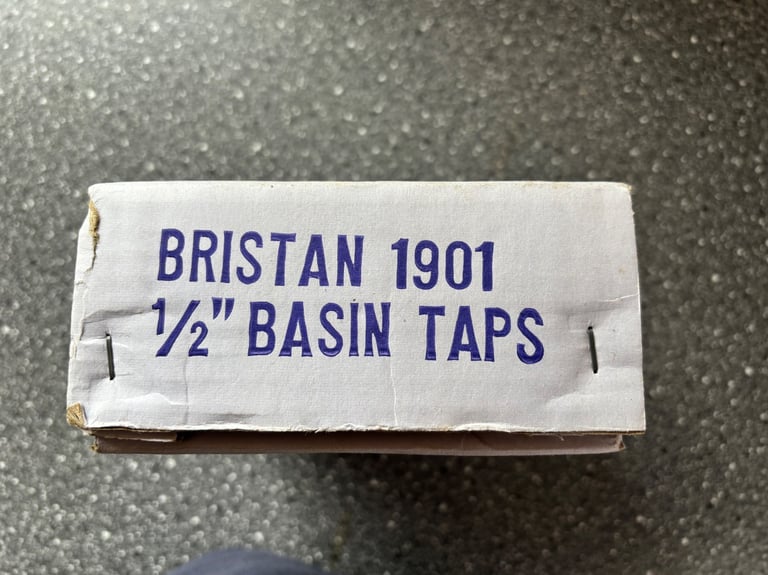 BRISTAN 1901
½" BASIN TAPS